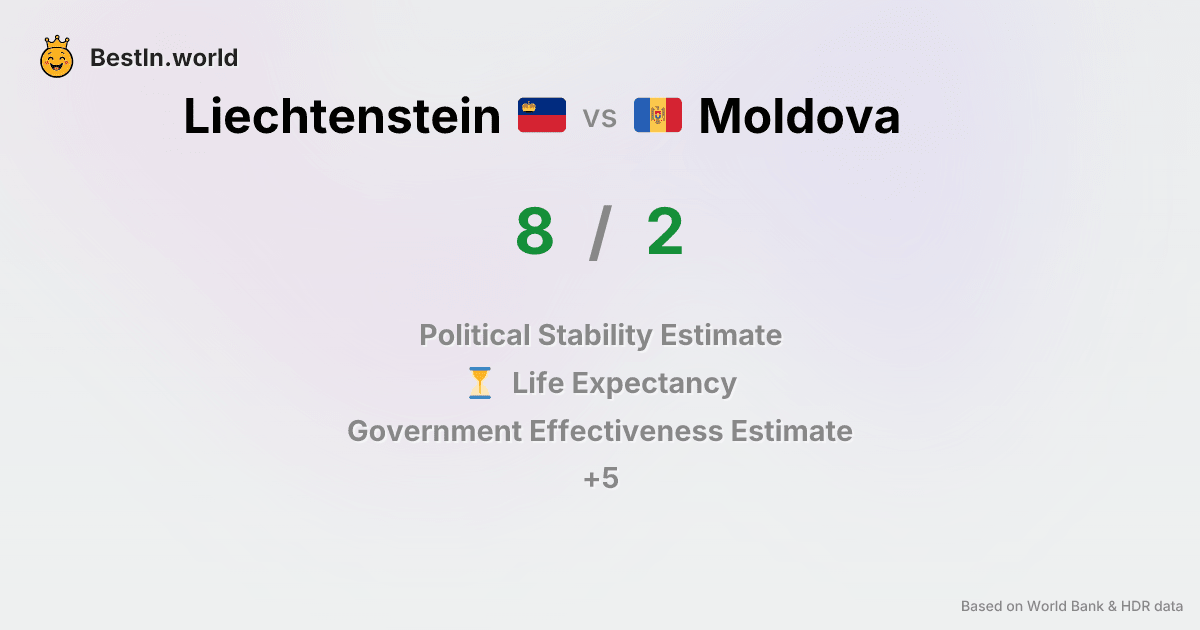 BestIn.world
Liechtenstein vs Moldova
8 / 2
Political Stability Estimate
Life Expectancy
Government Effectiveness Estimate
+5
Based on World Bank & HDR data